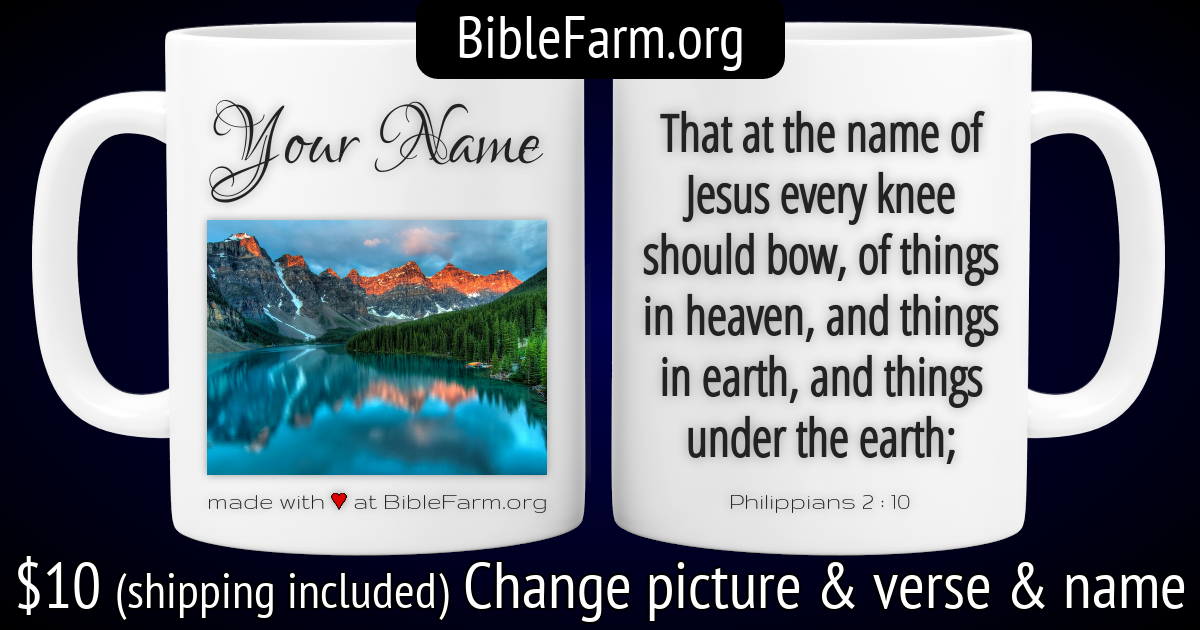 BibleFarm.org
Your Name
made with ♥ at BibleFarm.org
That at the name of
Jesus every knee
should bow, of things
in heaven, and things
in earth, and things
under the earth;
Philippians 2 : 10
$10 (shipping included) Change picture & verse & name